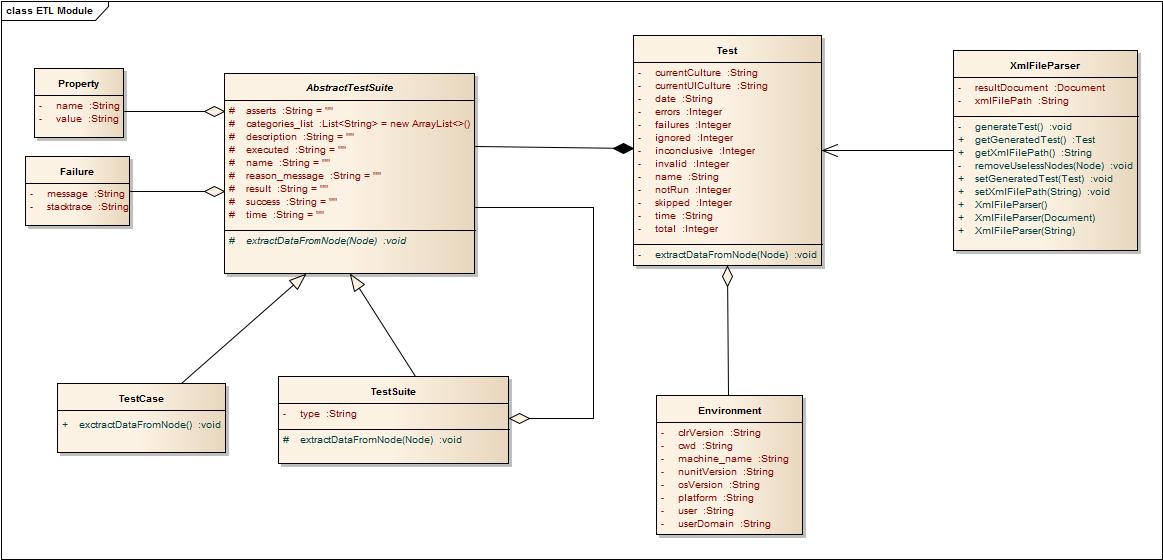 class ETL Module
Property
- name :String
- value :String
Failure
- message :String
- stacktrace :String
AbstractTestSuite
# asserts :String = ""
# categories_list :List<String> = new ArrayList<>()
# description :String = ""
# executed :String = ""
# name :String = ""
# reason_message :String = ""
# result :String = ""
# success :String = ""
# time :String = ""
# extractDataFromNode(Node) :void
Test
- currentCulture :String
- currentUICulture :String
- date :String
- errors :Integer
- failures :Integer
- ignored :Integer
- inconclusive :Integer
- invalid :Integer
- name :String
- notRun :Integer
- skipped :Integer
- time :String
- total :Integer
- extractDataFromNode(Node) :void
XmlFileParser
- resultDocument :Document
- xmlFilePath :String
- generateTest() :void
+ getGeneratedTest() :Test
+ getXmlFilePath() :String
- removeUselessNodes(Node) :void
+ setGeneratedTest(Test) :void
+ setXmlFilePath(String) :void
+ XmlFileParser()
+ XmlFileParser(Document)
+ XmlFileParser(String)
TestCase
+ exctractDataFromNode() :void
TestSuite
- type :String
# extractDataFromNode(Node) :void
Environment
- clrVersion :String
- cwd :String
- machine_name :String
- nunitVersion :String
- osVersion :String
- platform :String
- user :String
- userDomain :String